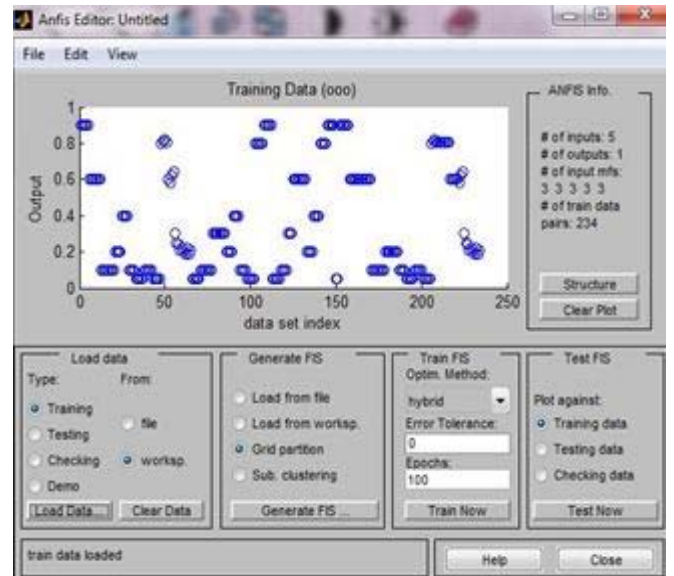 Anfis Editor: Untitled
File Edit View
Training Data (ooo)
1
0.8
0.6
0.4
0.2
0
Output
0 50 100 150 200 250
data set index
ANFIS Info.
# of inputs: 5
# of outputs: 1
# of input mfs:
3 3 3 3 3
# of train data
pairs: 234
Structure
Clear Plot
Load data
Type: From:
Training
Testing
Checking
Demo
file
worksp.
Load Data... Clear Data
Generate FIS
Load from file
Load from worksp.
Grid partition
Sub. clustering
Generate FIS ...
Train FIS
Optim. Method:
hybrid
Error Tolerance:
0
Epochs:
100
Train Now
Test FIS
Plot against:
Training data
Testing data
Checking data
Test Now
train data loaded
Help Close